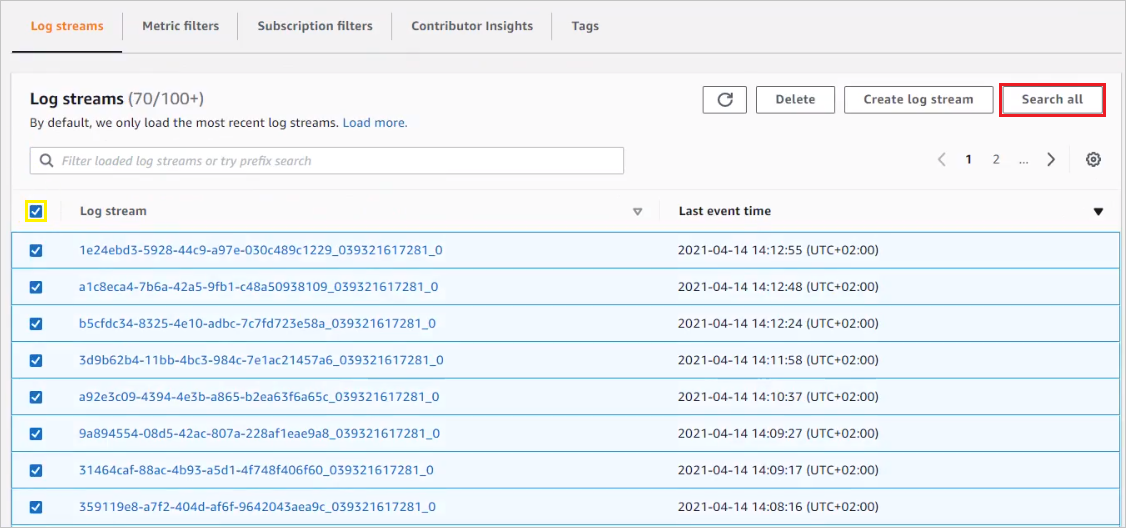 Log streams Metric filters Subscription filters Contributor Insights Tags
Log streams (70/100+) Delete Create log stream Search all
By default, we only load the most recent log streams. Load more.
Filter loaded log streams or try prefix search 1 2 ...
Log stream Last event time
1e24ebd3-5928-44c9-a97e-030c489c1229_039321617281_0 2021-04-14 14:12:55 (UTC+02:00)
a1c8eca4-7b6a-42a5-9fb1-c48a50938109_039321617281_0 2021-04-14 14:12:48 (UTC+02:00)
b5cfdc34-8325-4e10-adbc-7c7fd723e58a_039321617281_0 2021-04-14 14:12:24 (UTC+02:00)
3d9b62b4-11bb-4bc3-984c-7e1ac21457a6_039321617281_0 2021-04-14 14:11:58 (UTC+02:00)
a92e3c09-4394-4e3b-a865-b2ea63f6a65c_039321617281_0 2021-04-14 14:10:37 (UTC+02:00)
9a894554-08d5-42ac-807a-228af1eae9a8_039321617281_0 2021-04-14 14:09:27 (UTC+02:00)
31464caf-88ac-4b93-a5d1-4f748f406f60_039321617281_0 2021-04-14 14:09:17 (UTC+02:00)
359119e8-a7f2-404d-af6f-9642043aea9c_039321617281_0 2021-04-14 14:08:16 (UTC+02:00)